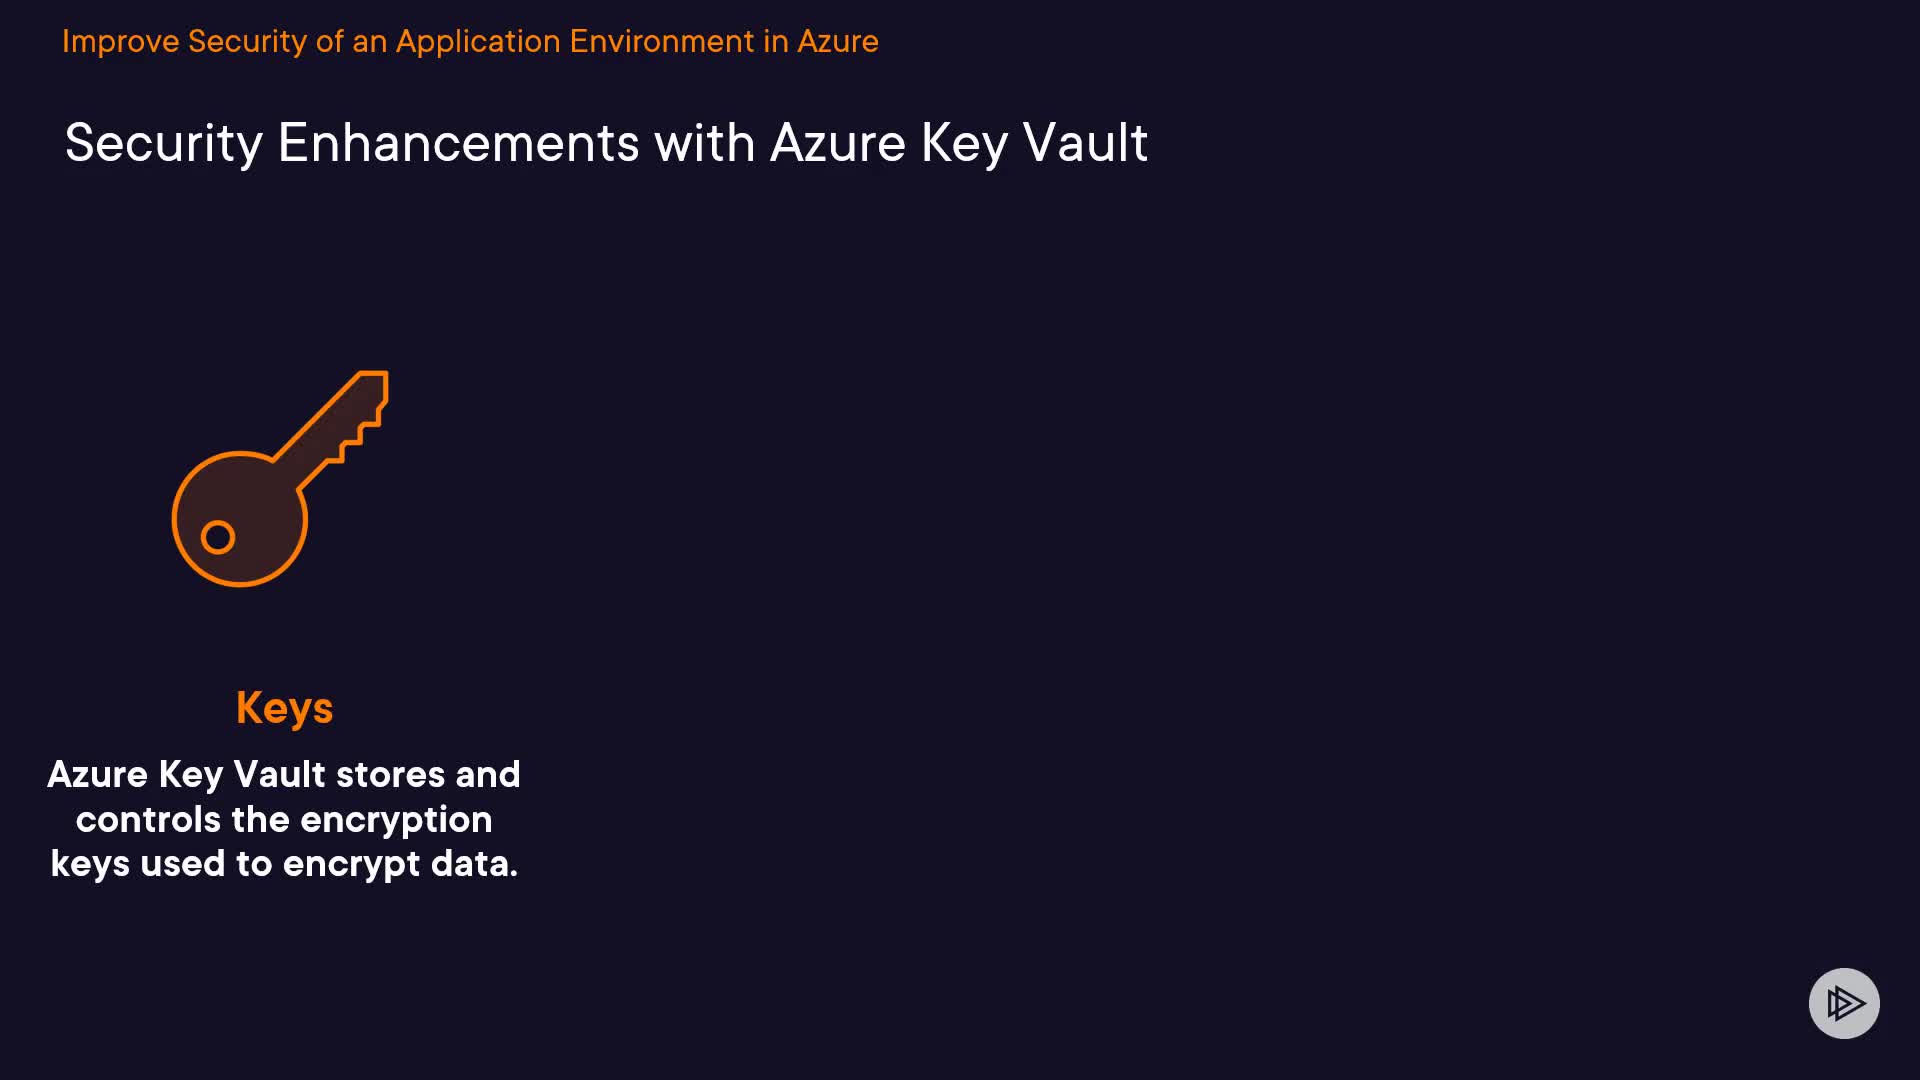 Improve Security of an Application Environment in Azure
Security Enhancements with Azure Key Vault
Keys
Azure Key Vault stores and
controls the encryption
keys used to encrypt data.